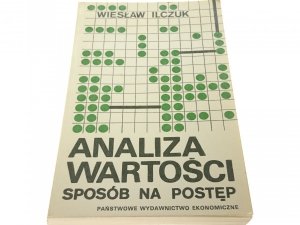 WIESŁAW ILCZUK
ANALIZA
WARTOŚCI
SPOSÓB NA POSTĘP
PAŃSTWOWE WYDAWNICTWO EKONOMICZNE